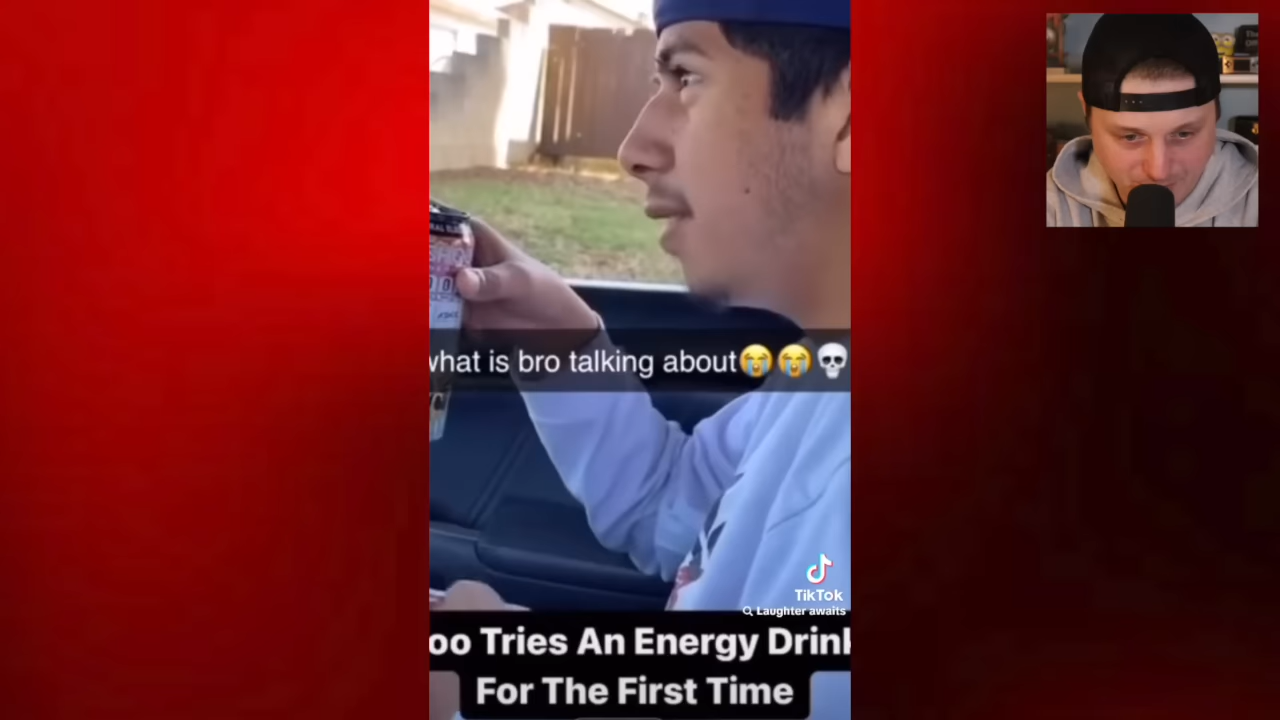 what is bro talking about😭😭💀
TikTok
Laughter awaits
oo Tries An Energy Drink
For The First Time